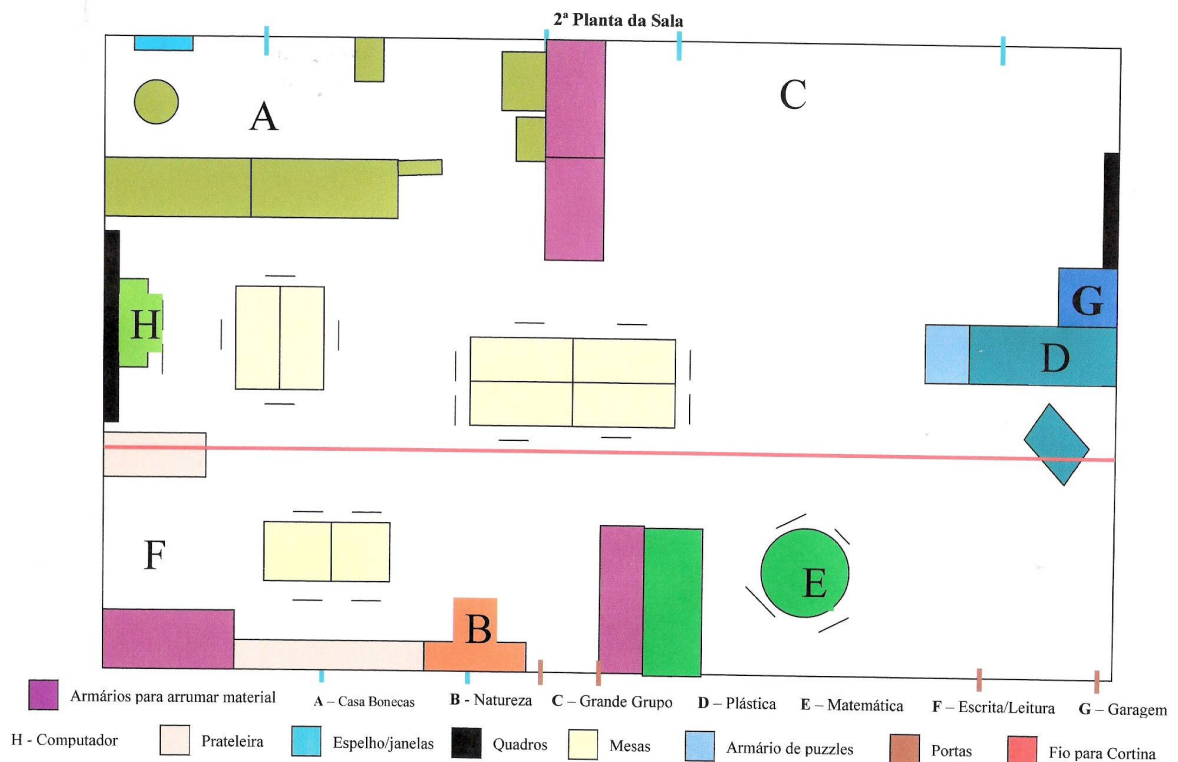 2ª Planta da Sala
A
C
H
G
D
F
E
B
Armários para arrumar material
A – Casa Bonecas
B - Natureza
C – Grande Grupo
D – Plástica
E – Matemática
F – Escrita/Leitura
G – Garagem
H - Computador
Prateleira
Espelho/janelas
Quadros
Mesas
Armário de puzzles
Portas
Fio para Cortina